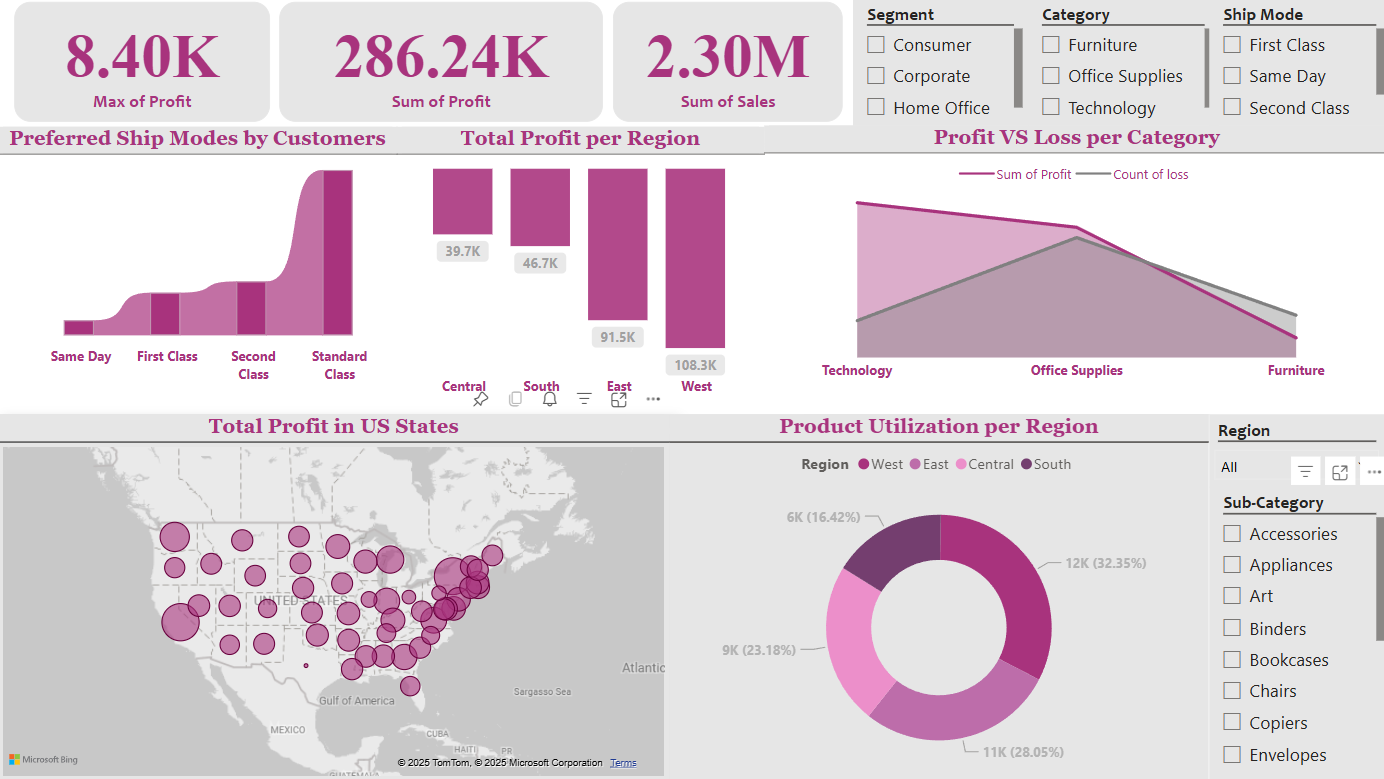 8.40K
Max of Profit
286.24K
Sum of Profit
2.30M
Sum of Sales
Segment
Consumer
Corporate
Home Office
Category
Furniture
Office Supplies
Technology
Ship Mode
First Class
Same Day
Second Class
Preferred Ship Modes by Customers
Same Day
First Class
Second
Class
Standard
Class
Total Profit per Region
39.7K
46.7K
91.5K
108.3K
Central
South
East
West
Profit VS Loss per Category
Sum of Profit
Count of loss
Technology
Office Supplies
Furniture
Total Profit in US States
UNITED STATES
Atlantic
Sargasso Sea
Gulf of America
MEXICO
CUBA
HAITI
PR
GUATEMALA
Microsoft Bing
© 2025 TomTom, © 2025 Microsoft Corporation Terms
Product Utilization per Region
Region West East Central South
6K (16.42%)
12K (32.35%)
9K (23.18%)
11K (28.05%)
Region
All
Sub-Category
Accessories
Appliances
Art
Binders
Bookcases
Chairs
Copiers
Envelopes